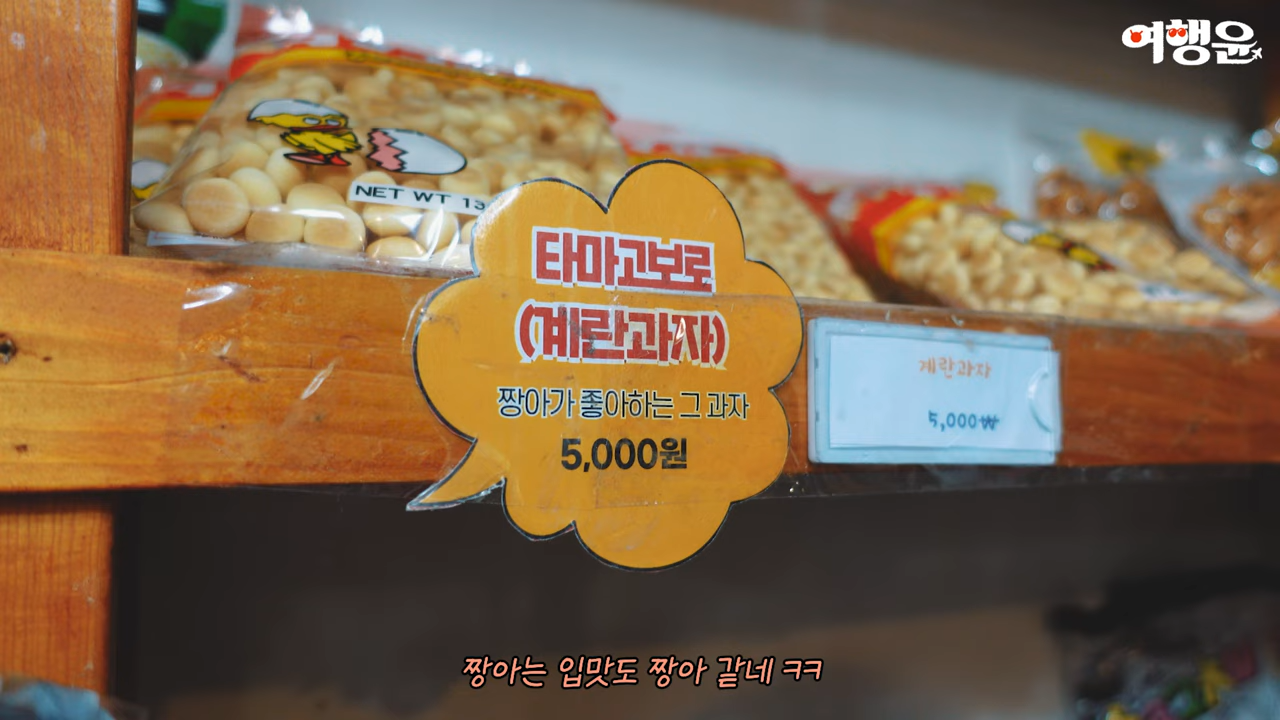 여행윤
NET WT 13
타마고보로
(계란과자)
짱아가 좋아하는 그 과자
5,000원
계란과자
5,000₩
짱아는 입맛도 짱아 같네 ㅋㅋ